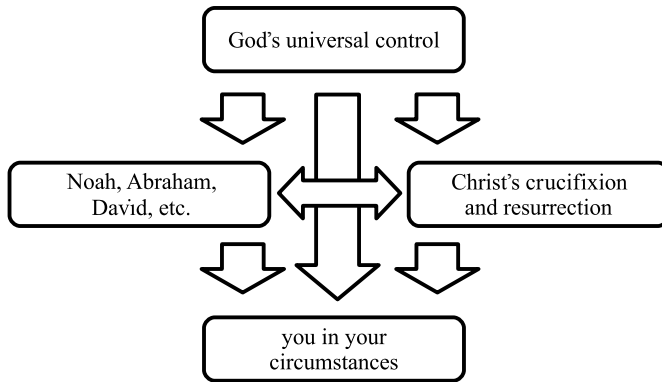 God’s universal control
Noah, Abraham,
David, etc.
Christ’s crucifixion
and resurrection
you in your
circumstances